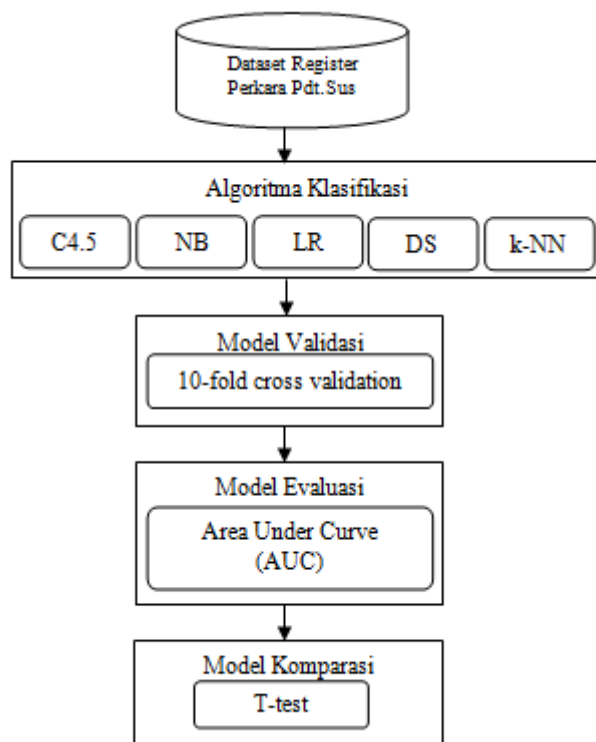 Dataset Register
Perkara Pdt.Sus
Algoritma Klasifikasi
C4.5 NB LR DS k-NN
Model Validasi
10-fold cross validation
Model Evaluasi
Area Under Curve
(AUC)
Model Komparasi
T-test